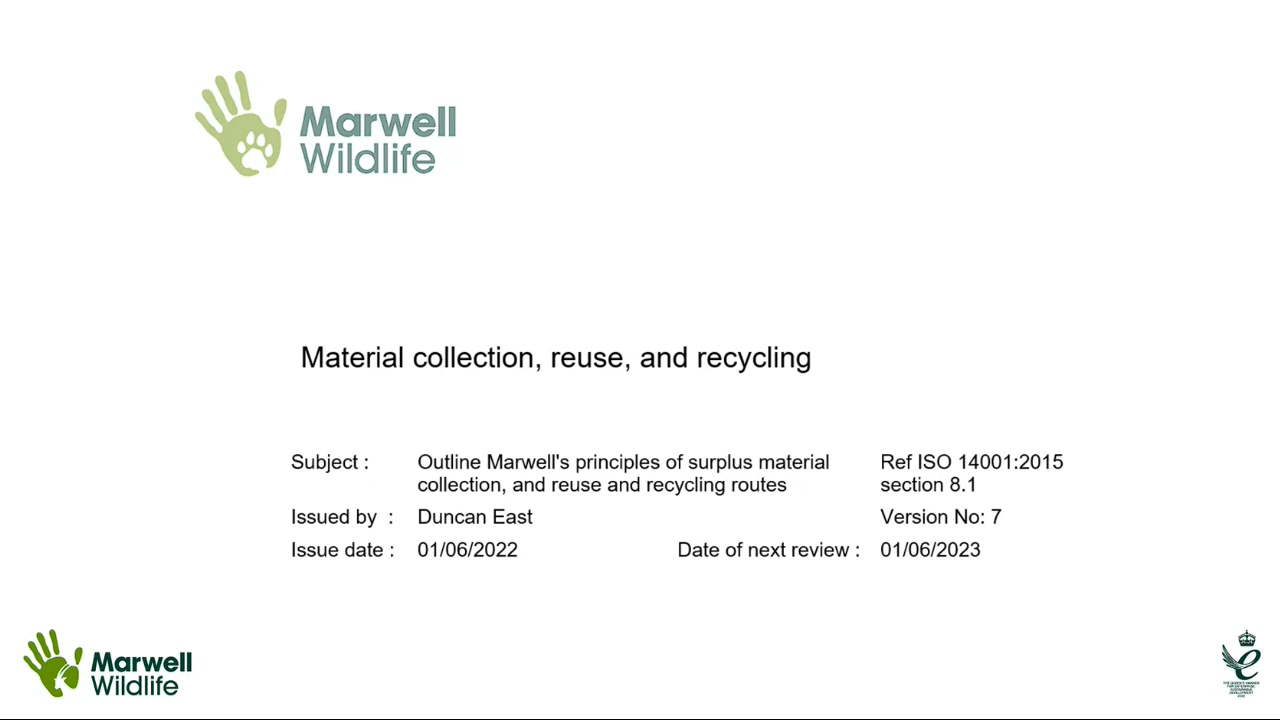 Marwell
Wildlife
Material collection, reuse, and recycling
Subject : Outline Marwell's principles of surplus material Ref ISO 14001:2015
collection, and reuse and recycling routes section 8.1
Issued by : Duncan East Version No: 7
Issue date : 01/06/2022 Date of next review : 01/06/2023
Marwell
Wildlife